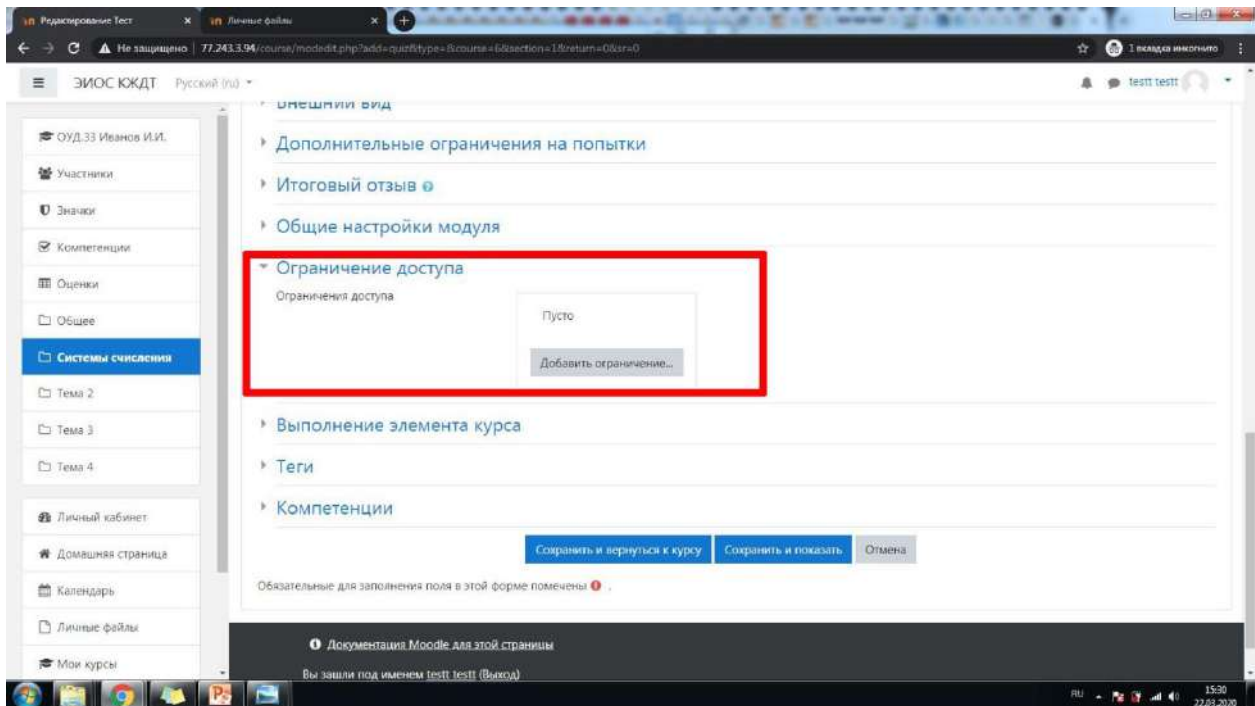 Редактирование Тест
Личные файлы
Не защищено 77.243.3.94/course/modedit.php?add=quiz&type=&course=6&section=1&return=0&sr=0
1 вкладка инкогнито
ЭИОС КЖДТ Русский (ru)
testt testt
ОУД.33 Иванов И.И.
Участники
Значки
Компетенции
Оценки
Общее
Системы счисления
Тема 2
Тема 3
Тема 4
Личный кабинет
Домашняя страница
Календарь
Личные файлы
Мои курсы
Внешний вид
Дополнительные ограничения на попытки
Итоговый отзыв
Общие настройки модуля
Ограничение доступа
Ограничения доступа
Пусто
Добавить ограничение...
Выполнение элемента курса
Теги
Компетенции
Сохранить и вернуться к курсу Сохранить и показать Отмена
Обязательные для заполнения поля в этой форме помечены .
Документация Moodle для этой страницы
Вы зашли под именем testt testt (Выход)
RU
15:30
22.03.2020